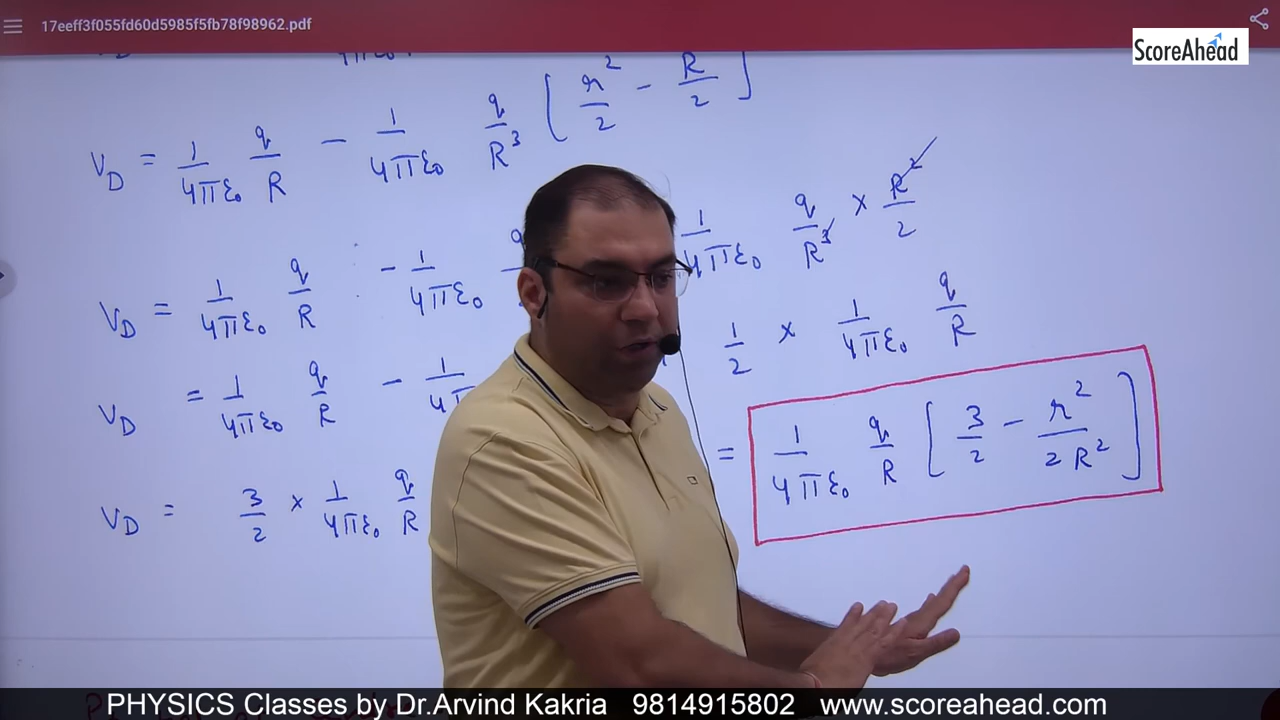 17eeff3f055fd60d5985f5fb78f98962.pdf
ScoreAhead
V_D = 1/4πε₀ q/R − 1/4πε₀ q/R³ [ r²/2 − R/2 ]
V_D = 1/4πε₀ q/R − 1/4πε₀ q 1/4πε₀ q/R³ × R²/2
V_D = 1/4πε₀ q/R − 1/4π 1/2 × 1/4πε₀ q/R
V_D = 3/2 × 1/4πε₀ q/R = 1/4πε₀ q/R [ 3/2 − r²/2R² ]
PHYSICS Classes by Dr.Arvind Kakria 9814915802 www.scoreahead.com